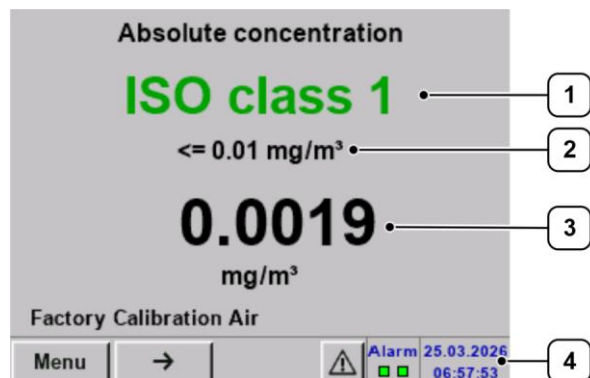 Absolute concentration
ISO class 1
1
<= 0.01 mg/m³
2
0.0019
3
mg/m³
Factory Calibration Air
Menu
→
Alarm
25.03.2026
06:57:53
4